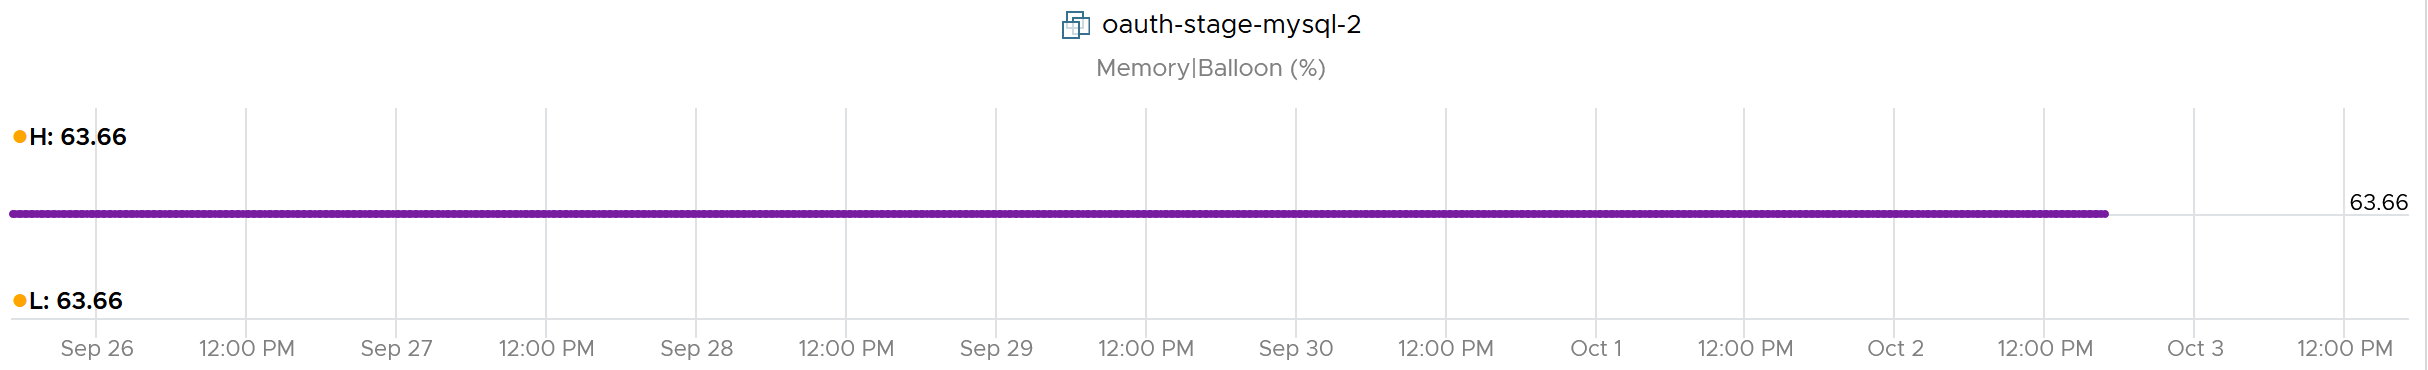 oauth-stage-mysql-2
Memory|Balloon (%)
H: 63.66
63.66
L: 63.66
Sep 26 12:00 PM Sep 27 12:00 PM Sep 28 12:00 PM Sep 29 12:00 PM Sep 30 12:00 PM Oct 1 12:00 PM Oct 2 12:00 PM Oct 3 12:00 PM